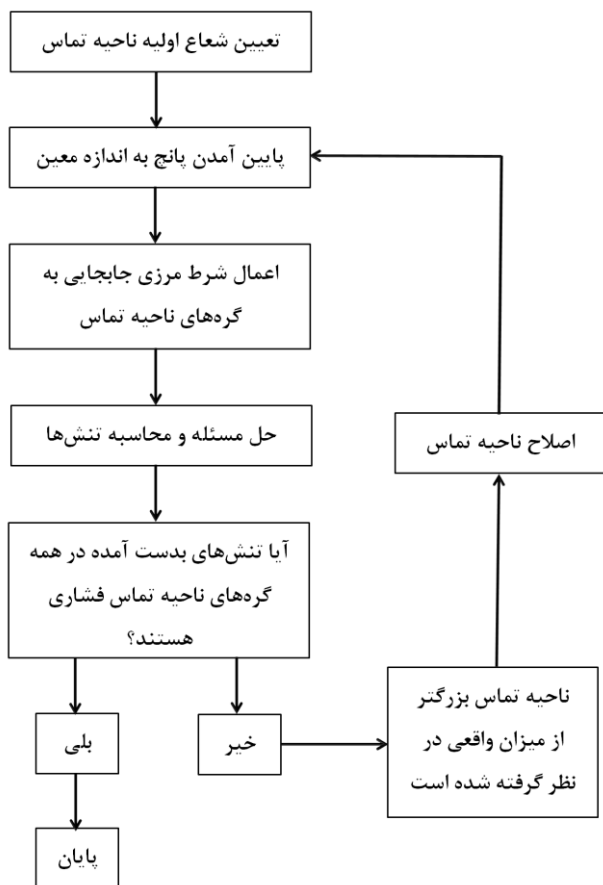 تعیین شعاع اولیه ناحیه تماس
پایین آمدن پانچ به اندازه معین
اعمال شرط مرزی جابجایی به
گره‌های ناحیه تماس
حل مسئله و محاسبه تنش‌ها
اصلاح ناحیه تماس
آیا تنش‌های بدست آمده در همه
گره‌های ناحیه تماس فشاری
هستند؟
بلی
خیر
ناحیه تماس بزرگتر
از میزان واقعی در
نظر گرفته شده است
پایان